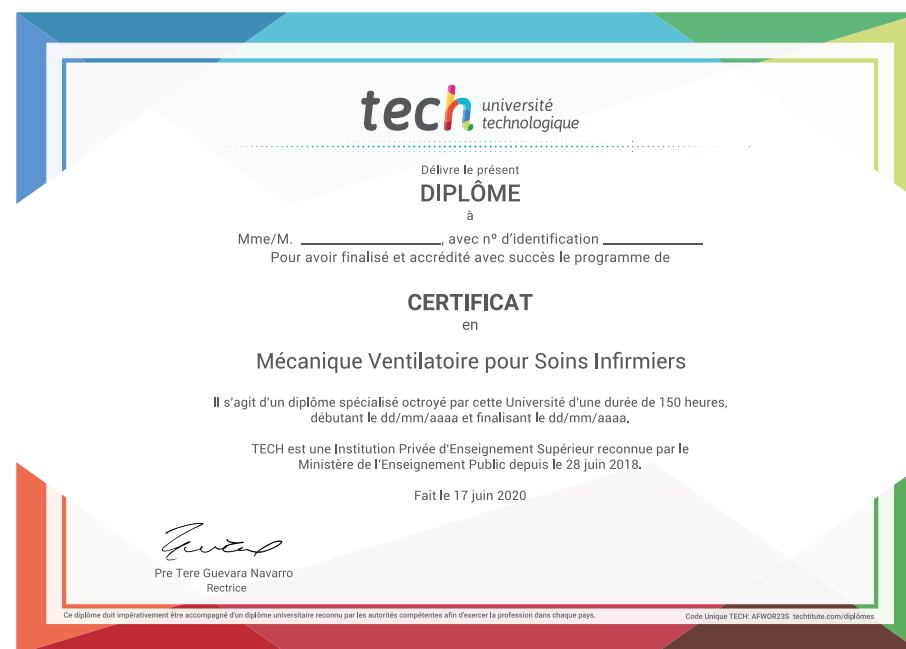 tech université
technologique
Délivre le présent
DIPLÔME
à
Mme/M. ____________________, avec nº d'identification ______________
Pour avoir finalisé et accrédité avec succès le programme de
CERTIFICAT
en
Mécanique Ventilatoire pour Soins Infirmiers
Il s'agit d'un diplôme spécialisé octroyé par cette Université d'une durée de 150 heures,
débutant le dd/mm/aaaa et finalisant le dd/mm/aaaa.
TECH est une Institution Privée d'Enseignement Supérieur reconnue par le
Ministère de l'Enseignement Public depuis le 28 juin 2018.
Fait le 17 juin 2020
Pre Tere Guevara Navarro
Rectrice
Ce diplôme doit impérativement être accompagné d'un diplôme universitaire reconnu par les autorités compétentes afin d'exercer la profession dans chaque pays.
Code Unique TECH: AFWOR23S techtitute.com/diplômes